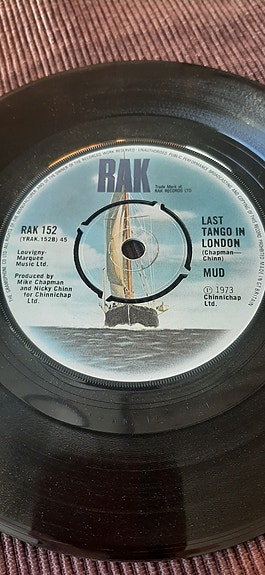 RAK
Trade Mark of
RAK RECORDS LTD
RAK 152
(YRAK.152B) 45
Louvigny-
Marquee
Music Ltd.
Produced by
Mike Chapman
and Nicky Chinn
for Chinnichap
Ltd.
LAST
TANGO IN
LONDON
(Chapman—
Chinn)
MUD
Ⓟ 1973
Chinnichap
Ltd.